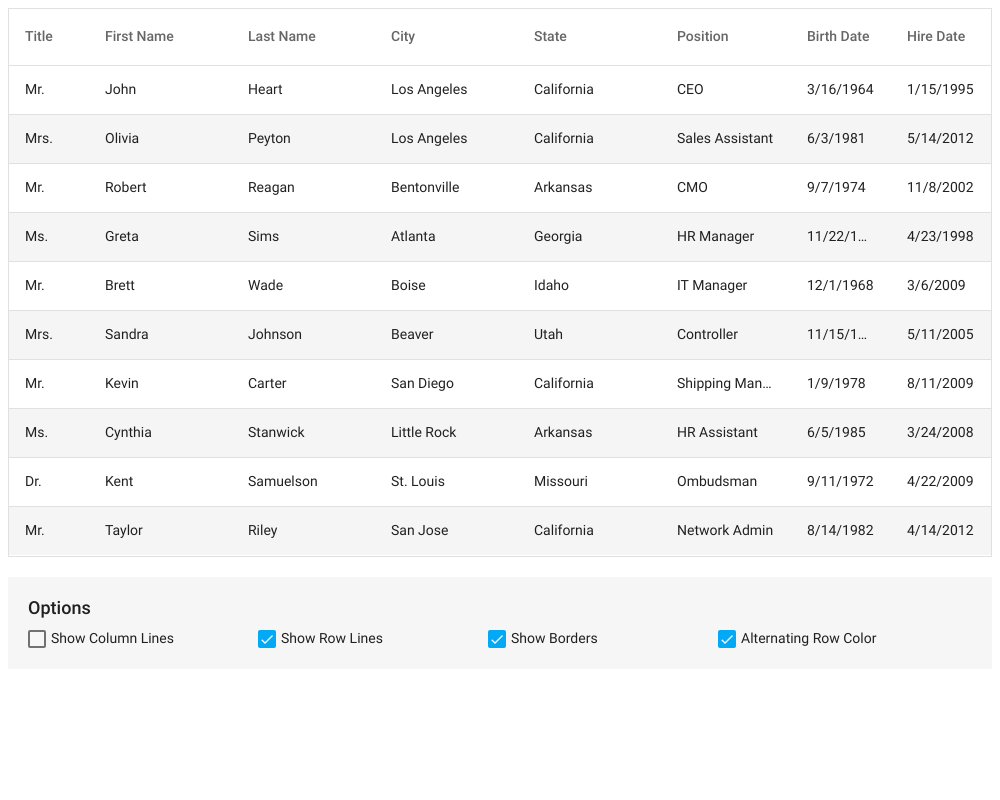 Title First Name Last Name City State Position Birth Date Hire Date
Mr. John Heart Los Angeles California CEO 3/16/1964 1/15/1995
Mrs. Olivia Peyton Los Angeles California Sales Assistant 6/3/1981 5/14/2012
Mr. Robert Reagan Bentonville Arkansas CMO 9/7/1974 11/8/2002
Ms. Greta Sims Atlanta Georgia HR Manager 11/22/1... 4/23/1998
Mr. Brett Wade Boise Idaho IT Manager 12/1/1968 3/6/2009
Mrs. Sandra Johnson Beaver Utah Controller 11/15/1... 5/11/2005
Mr. Kevin Carter San Diego California Shipping Man... 1/9/1978 8/11/2009
Ms. Cynthia Stanwick Little Rock Arkansas HR Assistant 6/5/1985 3/24/2008
Dr. Kent Samuelson St. Louis Missouri Ombudsman 9/11/1972 4/22/2009
Mr. Taylor Riley San Jose California Network Admin 8/14/1982 4/14/2012
Options
Show Column Lines Show Row Lines Show Borders Alternating Row Color